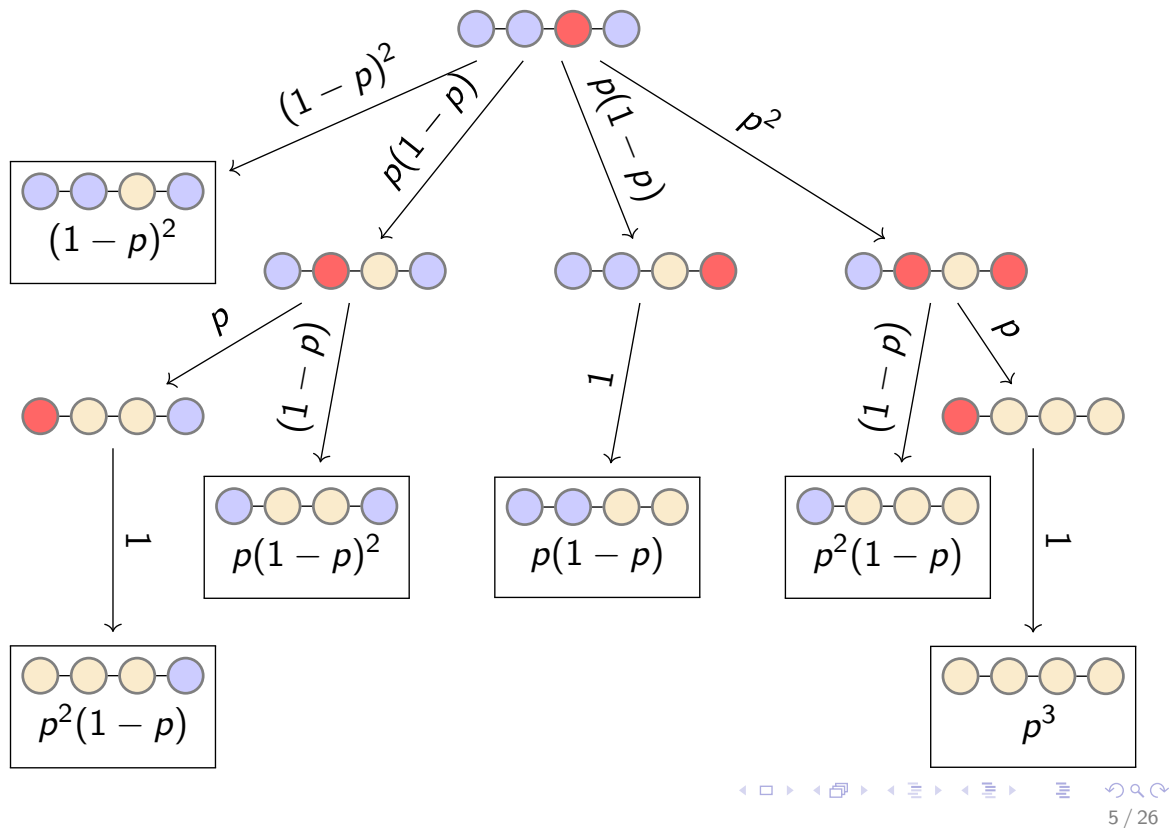 (1 − p)²
p(1 − p)
p(1 − p)
p²
(1 − p)²
p
(1 − p)
1
(1 − p)
p
1
p(1 − p)²
p(1 − p)
p²(1 − p)
1
p²(1 − p)
p³
5 / 26